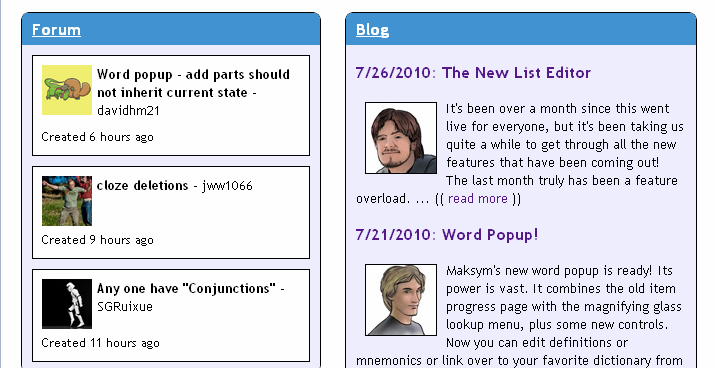 Forum
Word popup - add parts should
not inherit current state -
davidhm21
Created 6 hours ago
cloze deletions - jww1066
Created 9 hours ago
Any one have "Conjunctions" -
SGRuixue
Created 11 hours ago
Blog
7/26/2010: The New List Editor
It's been over a month since this went
live for everyone, but it's been taking us
quite a while to get through all the new
features that have been coming out!
The last month truly has been a feature
overload. ... (( read more ))
7/21/2010: Word Popup!
Maksym's new word popup is ready! Its
power is vast. It combines the old item
progress page with the magnifying glass
lookup menu, plus some new controls.
Now you can edit definitions or
mnemonics or link over to your favorite dictionary from